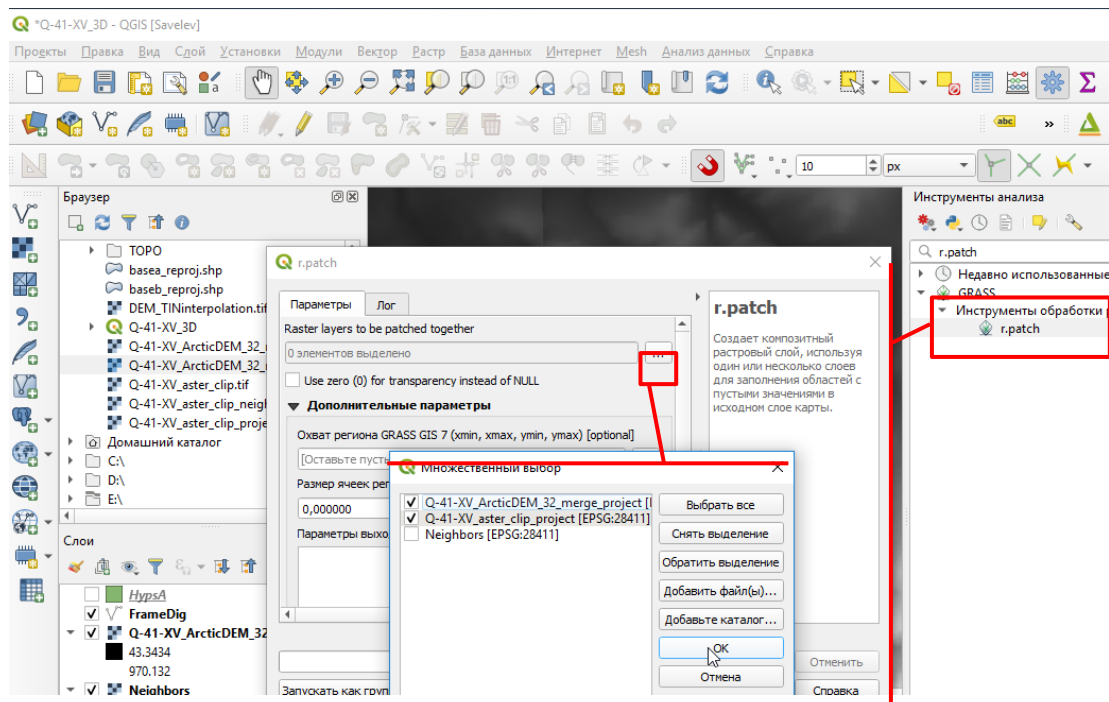 *Q-41-XV_3D - QGIS [Savelev]
Проекты Правка Вид Слой Установки Модули Вектор Растр База данных Интернет Mesh Анализ данных Справка
abc
»
10
px
Браузер
TOPO
basea_reproj.shp
baseb_reproj.shp
DEM_TINinterpolation.tif
Q-41-XV_3D
Q-41-XV_ArcticDEM_32_
Q-41-XV_ArcticDEM_32_
Q-41-XV_aster_clip.tif
Q-41-XV_aster_clip_neigh
Q-41-XV_aster_clip_proje
Домашний каталог
C:\
D:\
E:\
Слои
HypsA
FrameDig
Q-41-XV_ArcticDEM_32
43.3434
970.132
Neighbors
r.patch
Параметры Лог
Raster layers to be patched together
0 элементов выделено
...
Use zero (0) for transparency instead of NULL
Дополнительные параметры
Охват региона GRASS GIS 7 (xmin, xmax, ymin, ymax) [optional]
[Оставьте пусты
Размер ячеек рег
0,000000
Параметры выхо
Запускать как груп
r.patch
Создает композитный
растровый слой, используя
один или несколько слоев
для заполнения областей с
пустыми значениями в
исходном слое карты.
Отменить
Справка
Множественный выбор
Q-41-XV_ArcticDEM_32_merge_project [
Q-41-XV_aster_clip_project [EPSG:28411]
Neighbors [EPSG:28411]
Выбрать все
Снять выделение
Обратить выделение
Добавить файл(ы)...
Добавьте каталог...
OK
Отмена
Инструменты анализа
r.patch
Недавно использованные
GRASS
Инструменты обработки р
r.patch